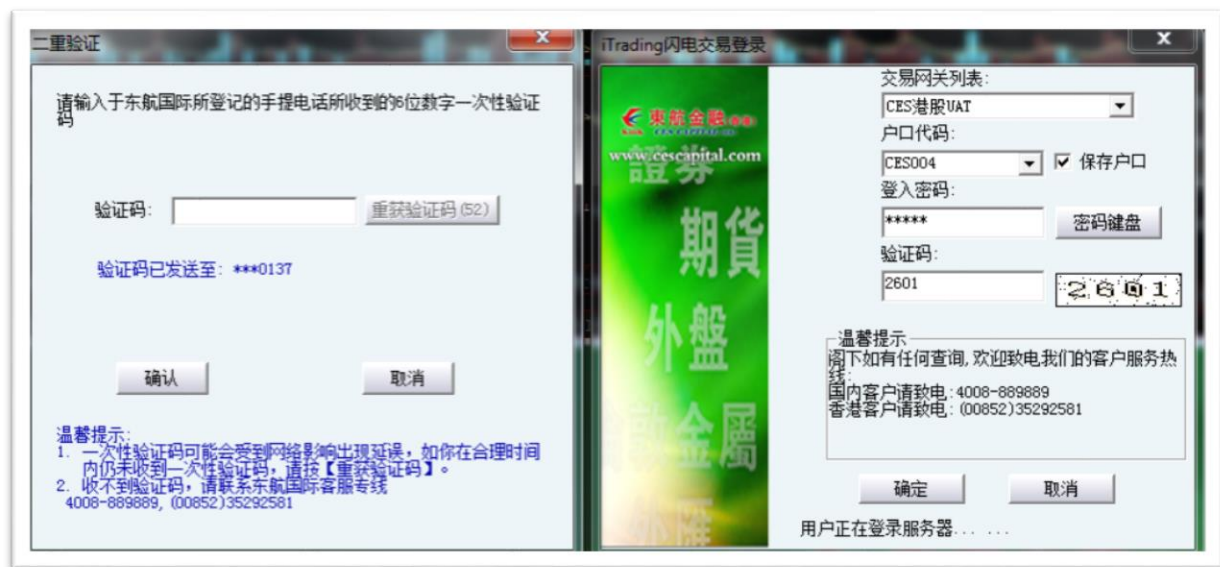 二重验证
请输入于东航国际所登记的手提电话所收到的6位数字一次性验证
码
验证码:
重获验证码(52)
验证码已发送至: ***0137
确认
取消
温馨提示:
1. 一次性验证码可能会受到网络影响出现延误，如你在合理时间
内仍未收到一次性验证码，请按【重获验证码】。
2. 收不到验证码，请联系东航国际客服专线
4008-889889, (00852)35292581
iTrading闪电交易登录
東航金融
www.cescapital.com
證券
期貨
外盤
金屬
外匯
交易网关列表:
CES港股UAT
户口代码:
CES004
保存户口
登入密码:
*****
密码键盘
验证码:
2601
2601
温馨提示
阁下如有任何查询,欢迎致电我们的客户服务热
线:
国内客户请致电:4008-889889
香港客户请致电:(00852)35292581
确定
取消
用户正在登录服务器... ...